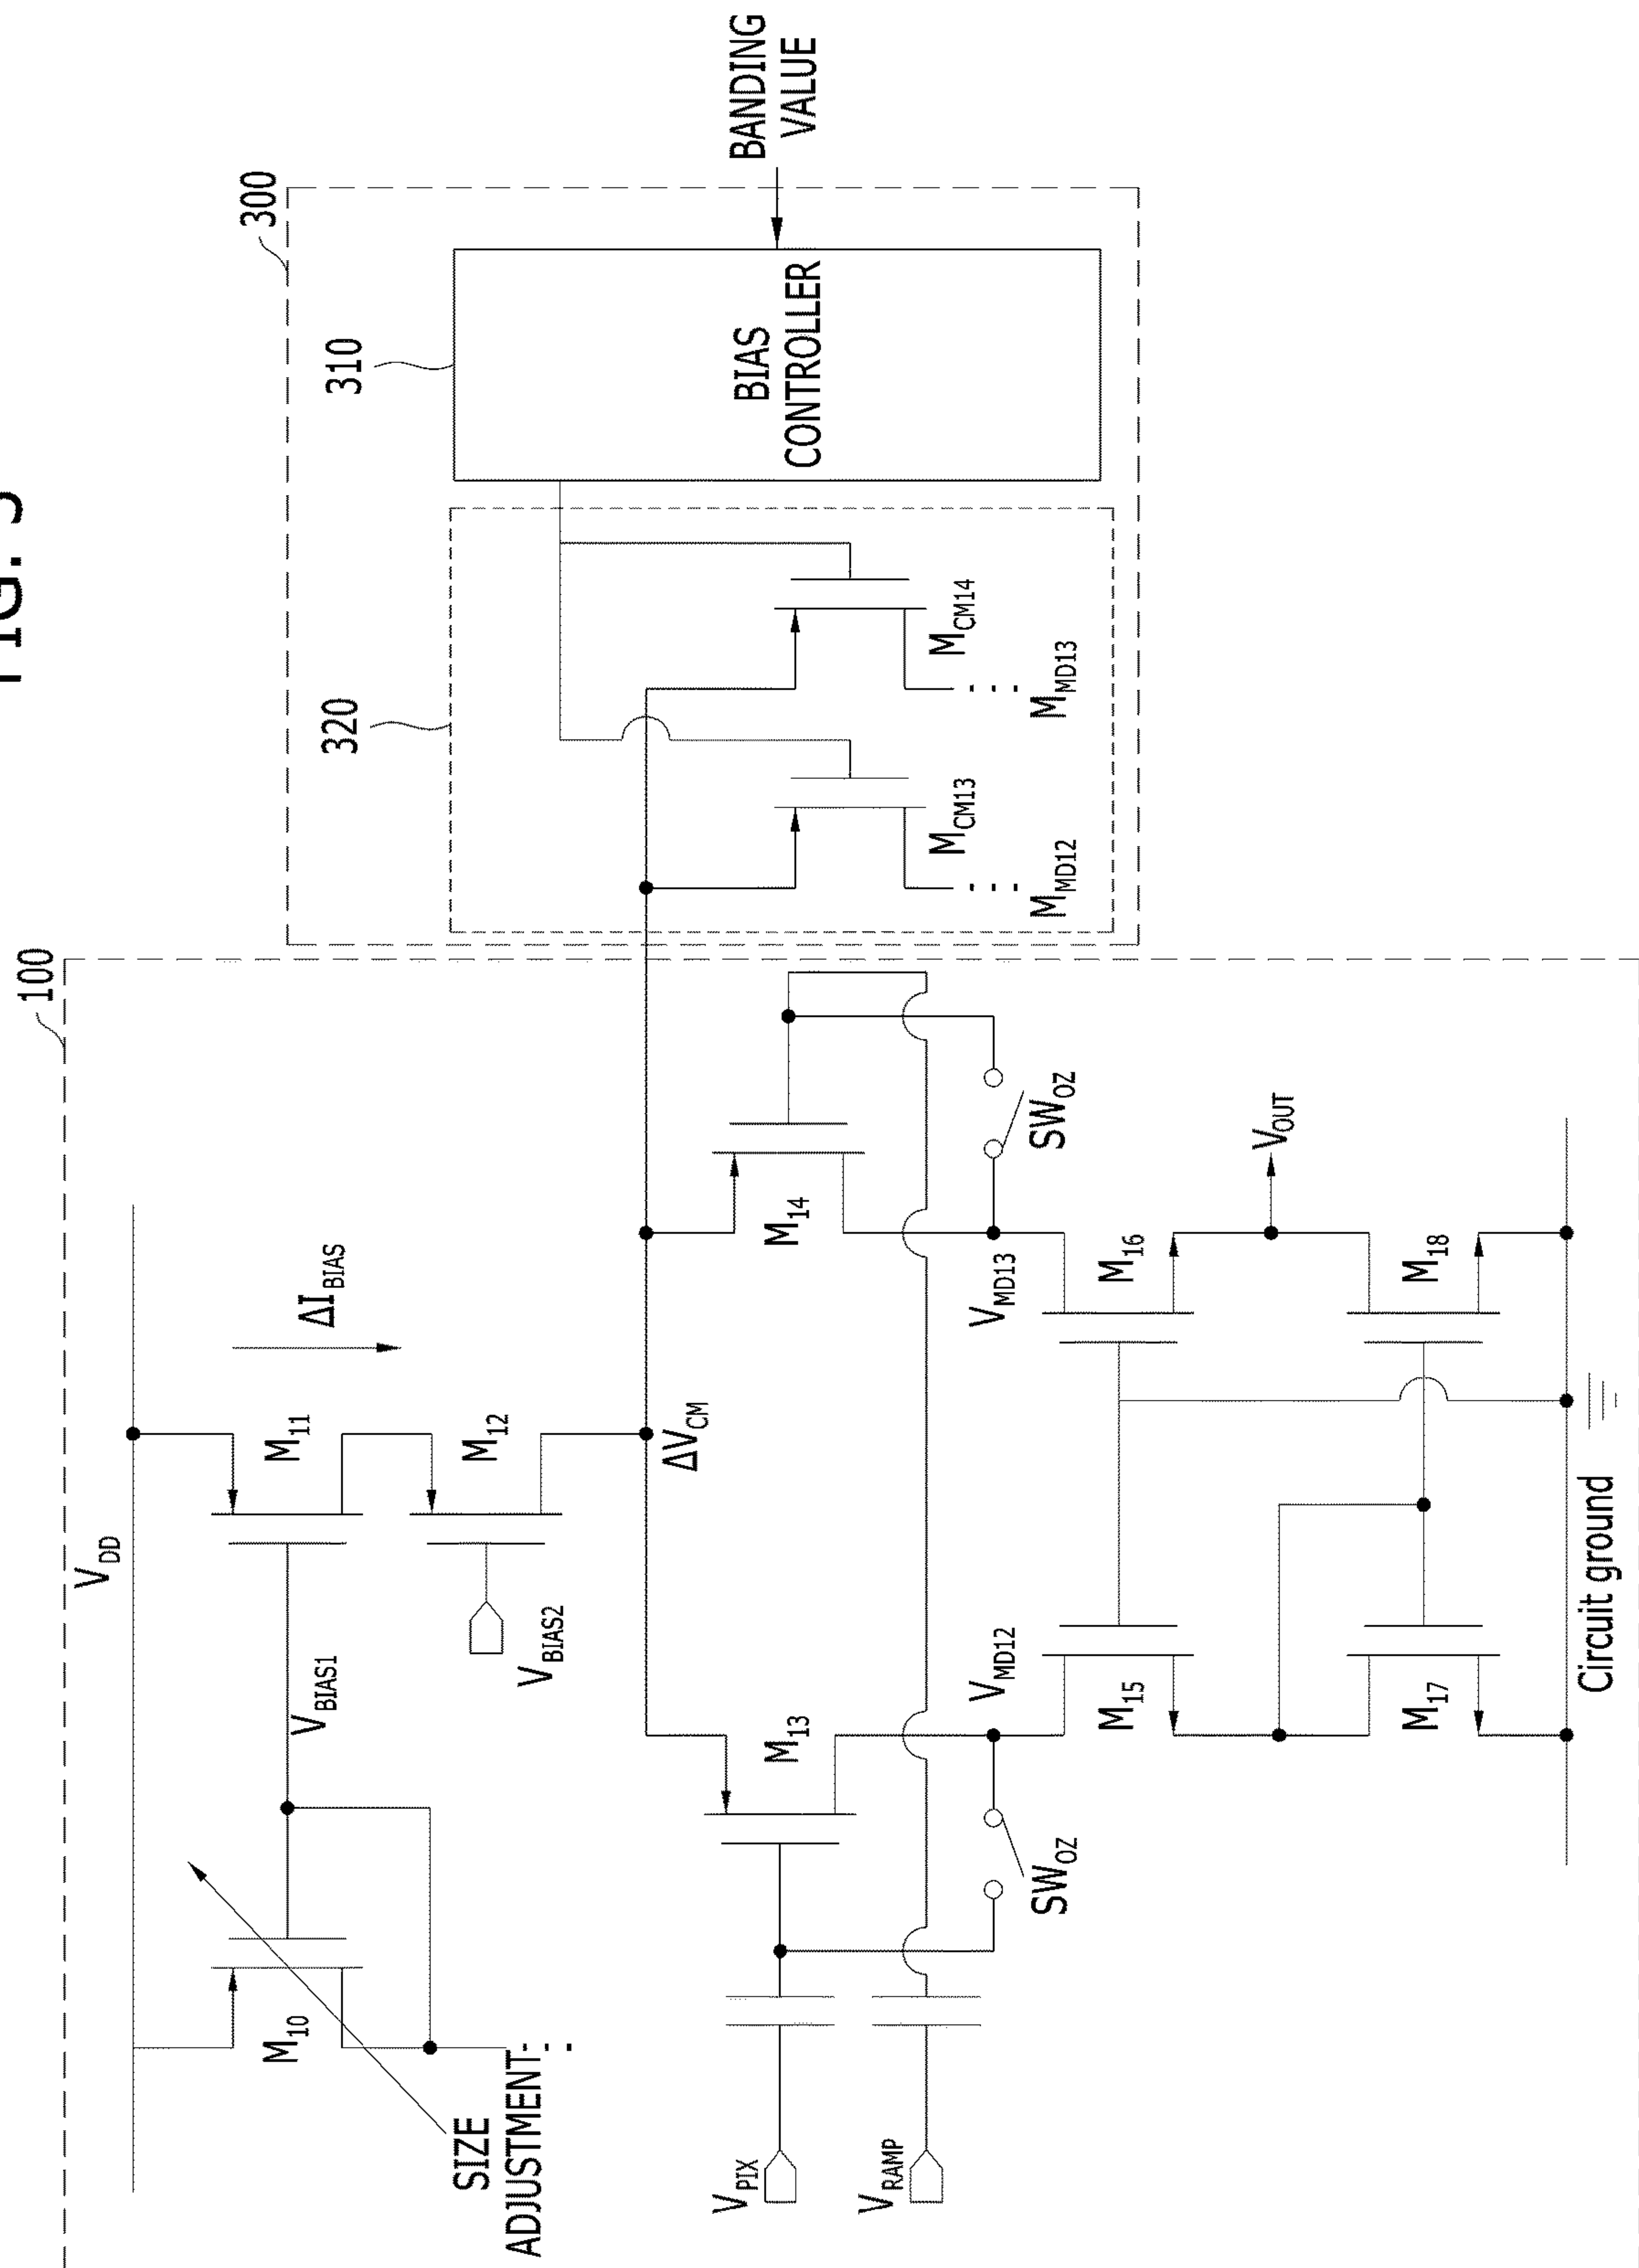 FIG. 5
100
300
V_DD
SIZE
ADJUSTMENT
M_10
V_BIAS1
M_11
ΔI_BIAS
V_BIAS2
M_12
ΔV_CM
310
320
BIAS
CONTROLLER
BANDING
VALUE
V_PIX
V_RAMP
M_13
M_14
M_CM13
M_CM14
M_MD12
M_MD13
SW_OZ
SW_OZ
V_MD12
V_MD13
M_15
M_16
V_OUT
M_17
M_18
Circuit ground